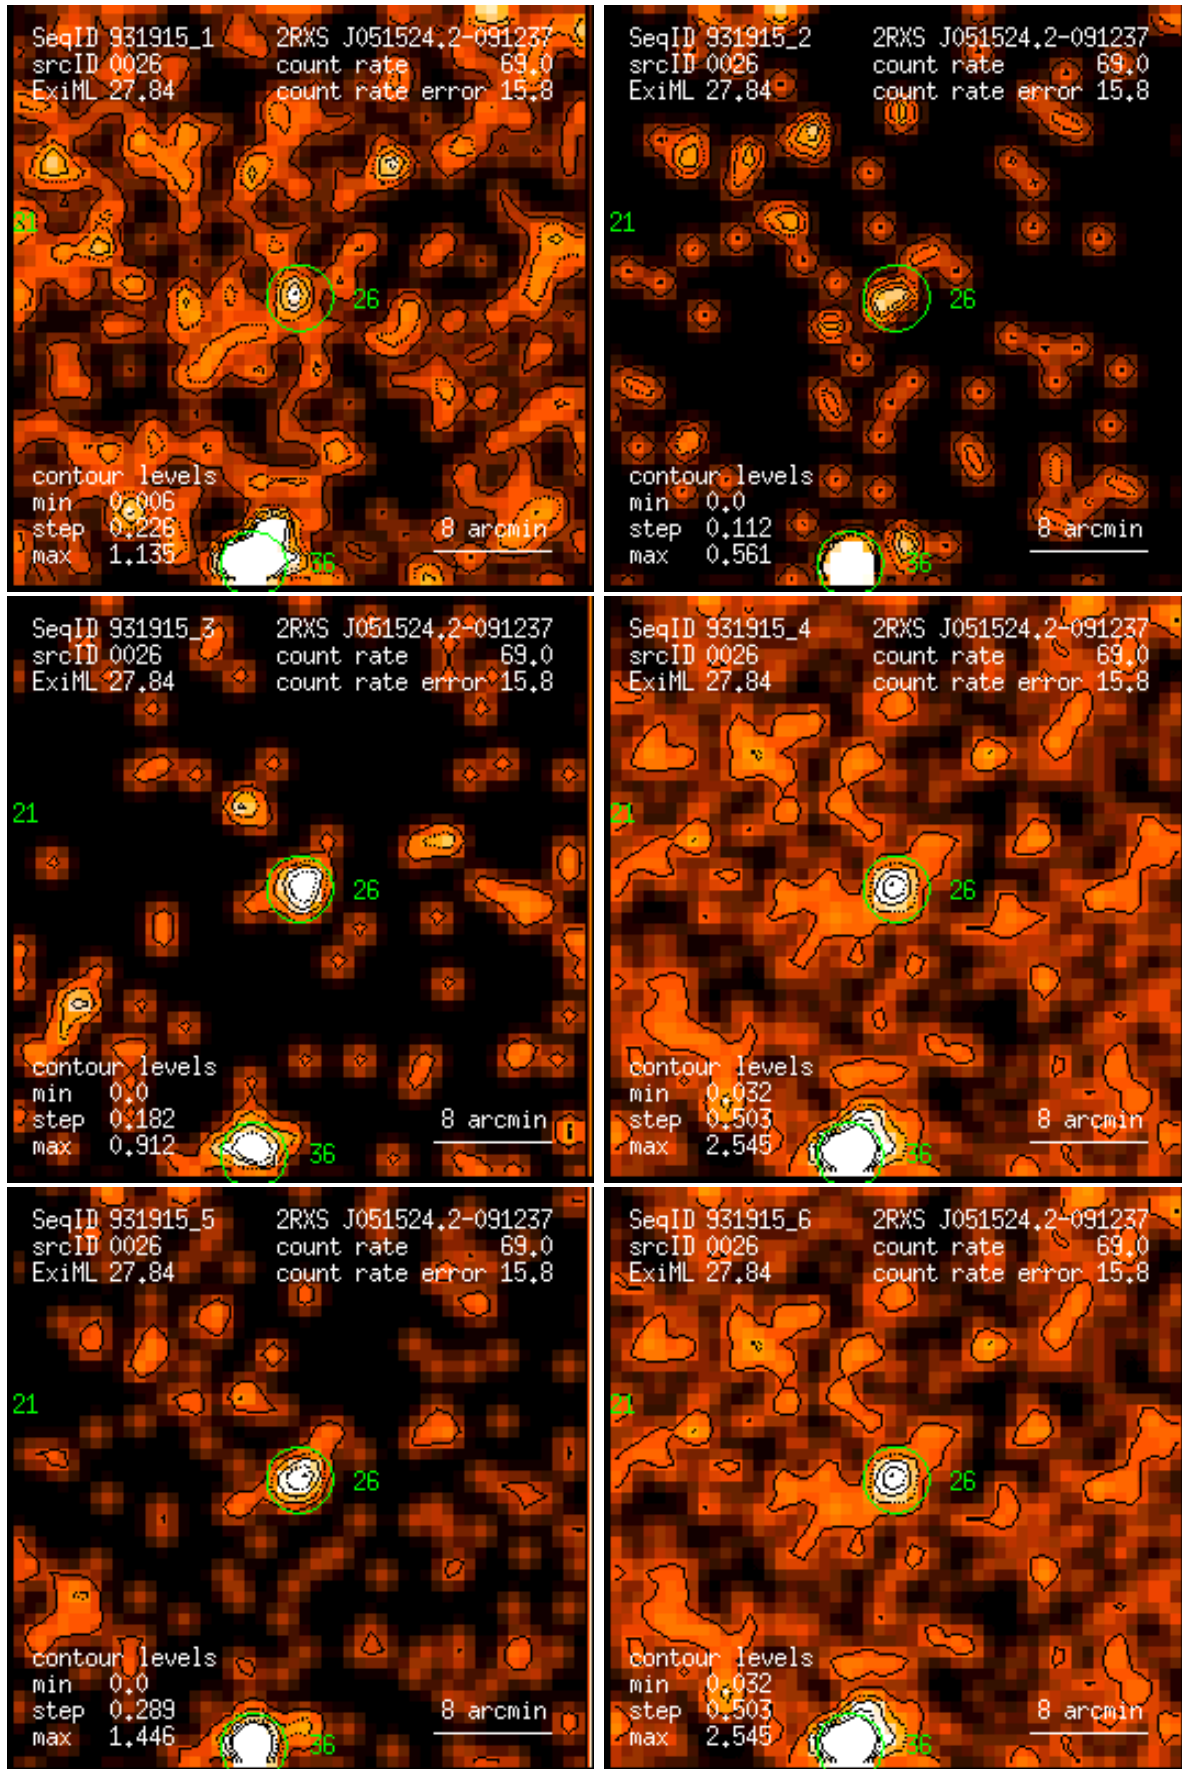 SeqID 931915_1 2RXS J051524.2-091237
srcID 0026 count rate 69.0
ExiML 27.84 count rate error 15.8
21
26
contour levels
min 0.006
step 0.226 8 arcmin
max 1.135 36
SeqID 931915_2 2RXS J051524.2-091237
srcID 0026 count rate 69.0
ExiML 27.84 count rate error 15.8
21
26
contour levels
min 0.0
step 0.112 8 arcmin
max 0.561 36
SeqID 931915_3 2RXS J051524.2-091237
srcID 0026 count rate 69.0
ExiML 27.84 count rate error 15.8
21
26
contour levels
min 0.0
step 0.182 8 arcmin
max 0.912 36
SeqID 931915_4 2RXS J051524.2-091237
srcID 0026 count rate 69.0
ExiML 27.84 count rate error 15.8
21
26
contour levels
min 0.032
step 0.503 8 arcmin
max 2.545 36
SeqID 931915_5 2RXS J051524.2-091237
srcID 0026 count rate 69.0
ExiML 27.84 count rate error 15.8
21
26
contour levels
min 0.0
step 0.289 8 arcmin
max 1.446 36
SeqID 931915_6 2RXS J051524.2-091237
srcID 0026 count rate 69.0
ExiML 27.84 count rate error 15.8
21
26
contour levels
min 0.032
step 0.503 8 arcmin
max 2.545 36